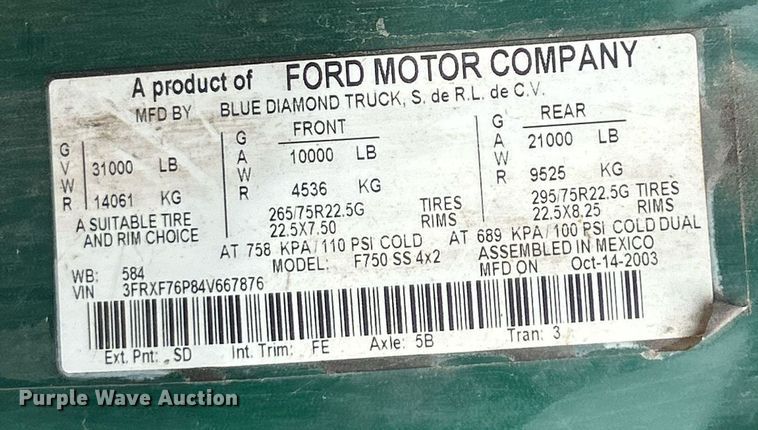 A product of FORD MOTOR COMPANY
MFD BY BLUE DIAMOND TRUCK, S. de R.L. de C.V.
GVWR
31000 LB
14061 KG
A SUITABLE TIRE
AND RIM CHOICE
FRONT
GAWR
10000 LB
4536 KG
265/75R22.5G TIRES
22.5X7.50 RIMS
AT 758 KPA/110 PSI COLD
REAR
GAWR
21000 LB
9525 KG
295/75R22.5G TIRES
22.5X8.25 RIMS
AT 689 KPA/100 PSI COLD DUAL
WB: 584 MODEL: F750 SS 4x2 ASSEMBLED IN MEXICO
VIN 3FRXF76P84V667876 MFD ON Oct-14-2003
Ext. Pnt: SD Int. Trim: FE Axle: 5B Tran: 3
Purple Wave Auction